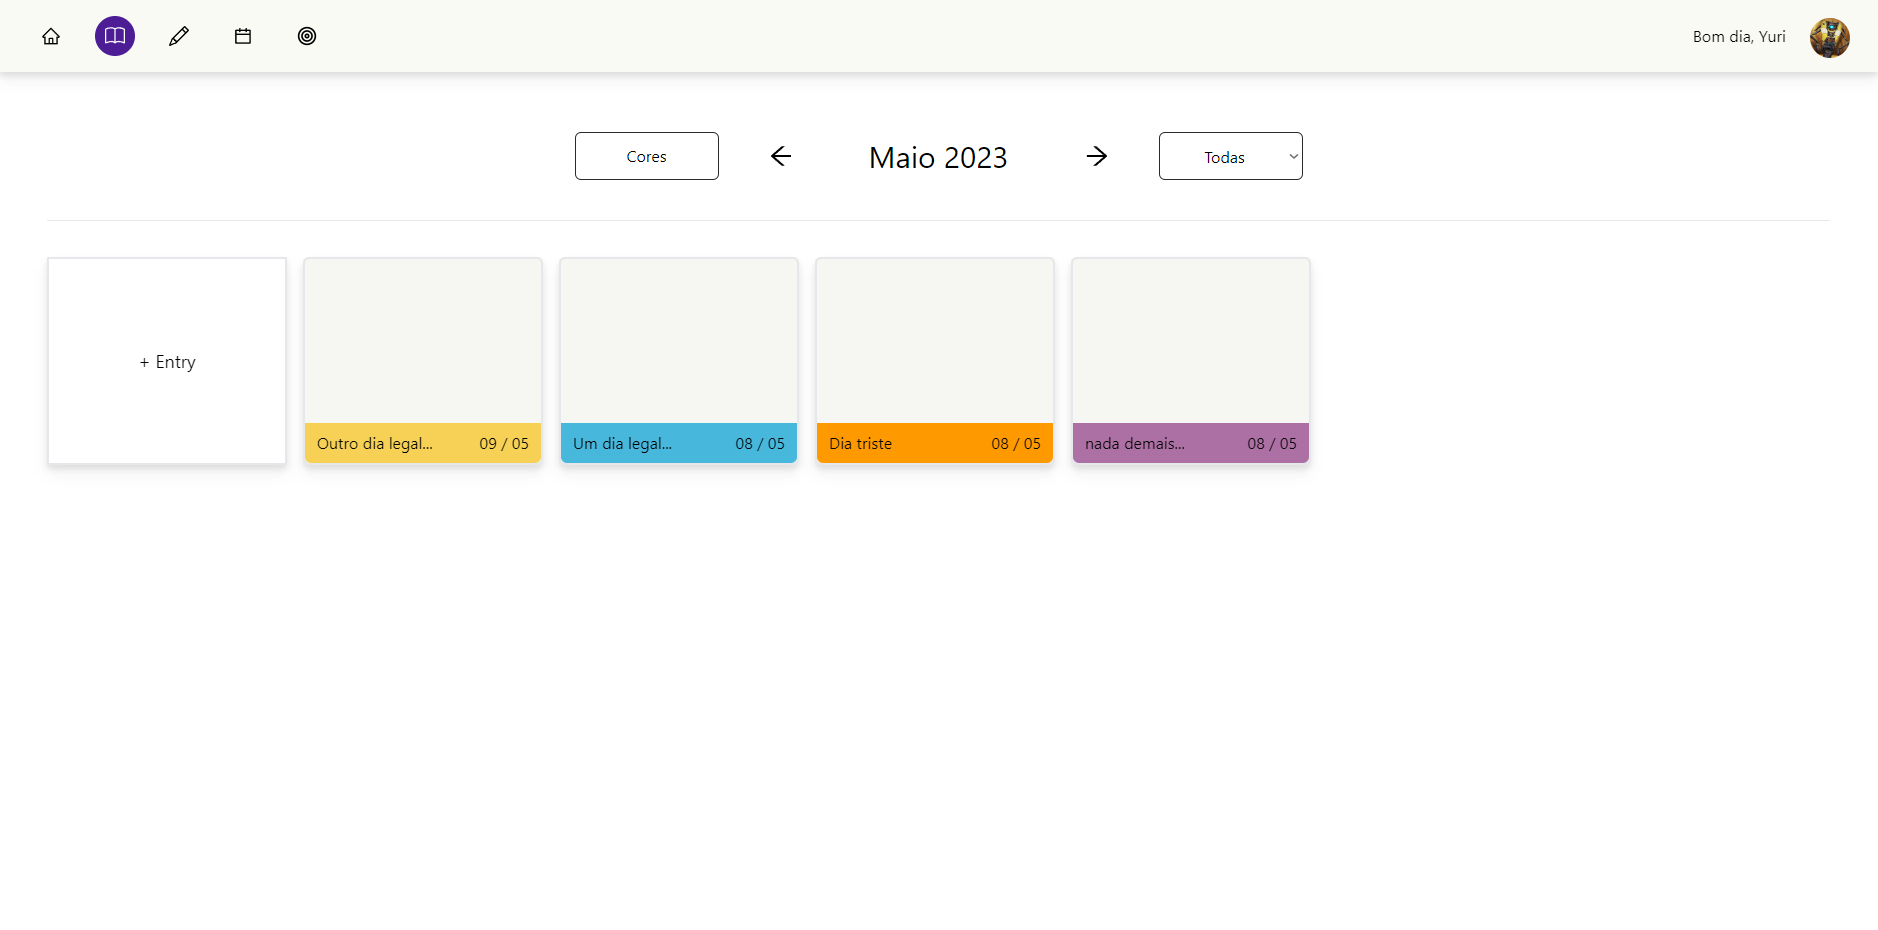 Bom dia, Yuri
Cores
Maio 2023
Todas
+ Entry
Outro dia legal... 09 / 05
Um dia legal... 08 / 05
Dia triste 08 / 05
nada demais... 08 / 05